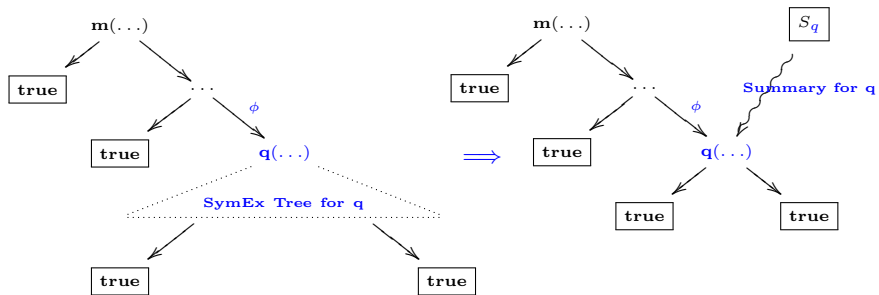 m(...)
true
...
φ
true
q(...)
SymEx Tree for q
true
true
⟹
m(...)
S_q
true
...
Summary for q
φ
true
q(...)
true
true